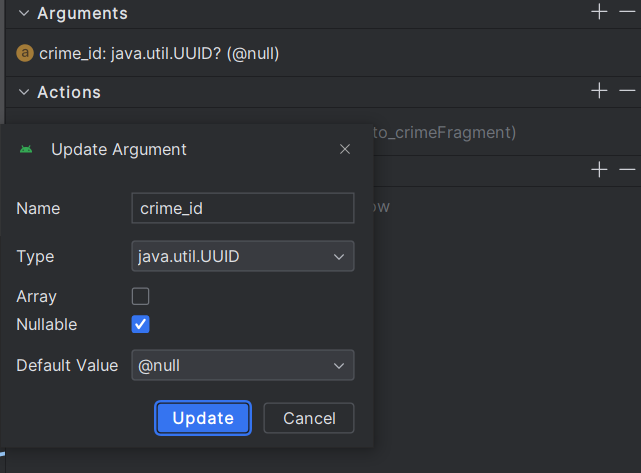 Arguments
crime_id: java.util.UUID? (@null)
Actions
to_crimeFragment)
Update Argument
Name crime_id
ow
Type java.util.UUID
Array
Nullable
Default Value @null
Update Cancel